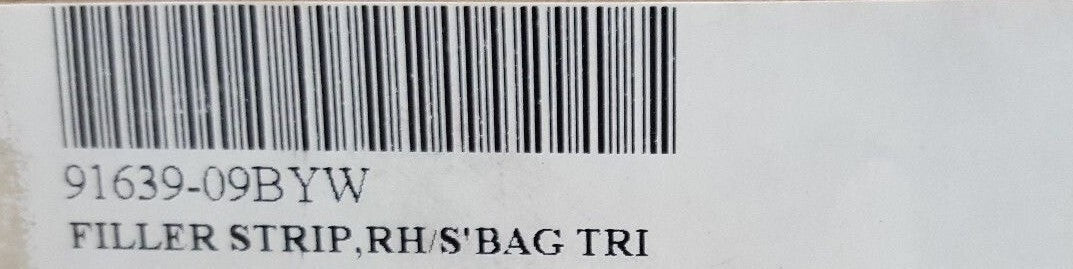 91639-09BYW
FILLER STRIP,RH/S'BAG TRI